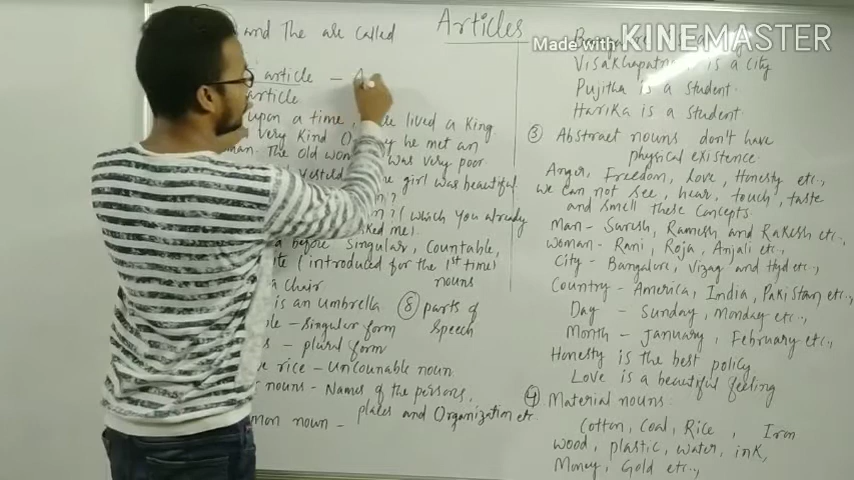 and The are called
Articles
article – A
article
upon a time, lived a King.
very Kind he met an
The old was very poor.
girl was beautiful.
? (which you already
me).
before Singular, Countable,
(introduced for the 1st time)
nouns
a chair
is an umbrella
– Singular form
– plural form
rice – Uncounable noun
nouns – Names of the persons,
places and Organization etc
noun –
⑧ parts of
Speech
Made with KINEMASTER
is a city
Pujitha is a student.
Harika is a student.
③ Abstract nouns don't have
physical existence.
Anger, Freedom, Love, Honesty etc.,
we can not see, hear, touch, taste
and smell These Concepts.
Man – Suresh, Ramesh and Rakesh etc.,
woman – Rani, Roja, Anjali etc.,
City – Bangalore, Vizag and Hyd etc.,
Country – America, India, Pakistan etc.,
Day – Sunday, Monday etc.,
Month – January, February etc.,
Honesty is the best policy
Love is a beautiful feeling
④ Material nouns:
Cotton, Coal, Rice, Iron
wood, plastic, water, ink,
Money, Gold etc.,